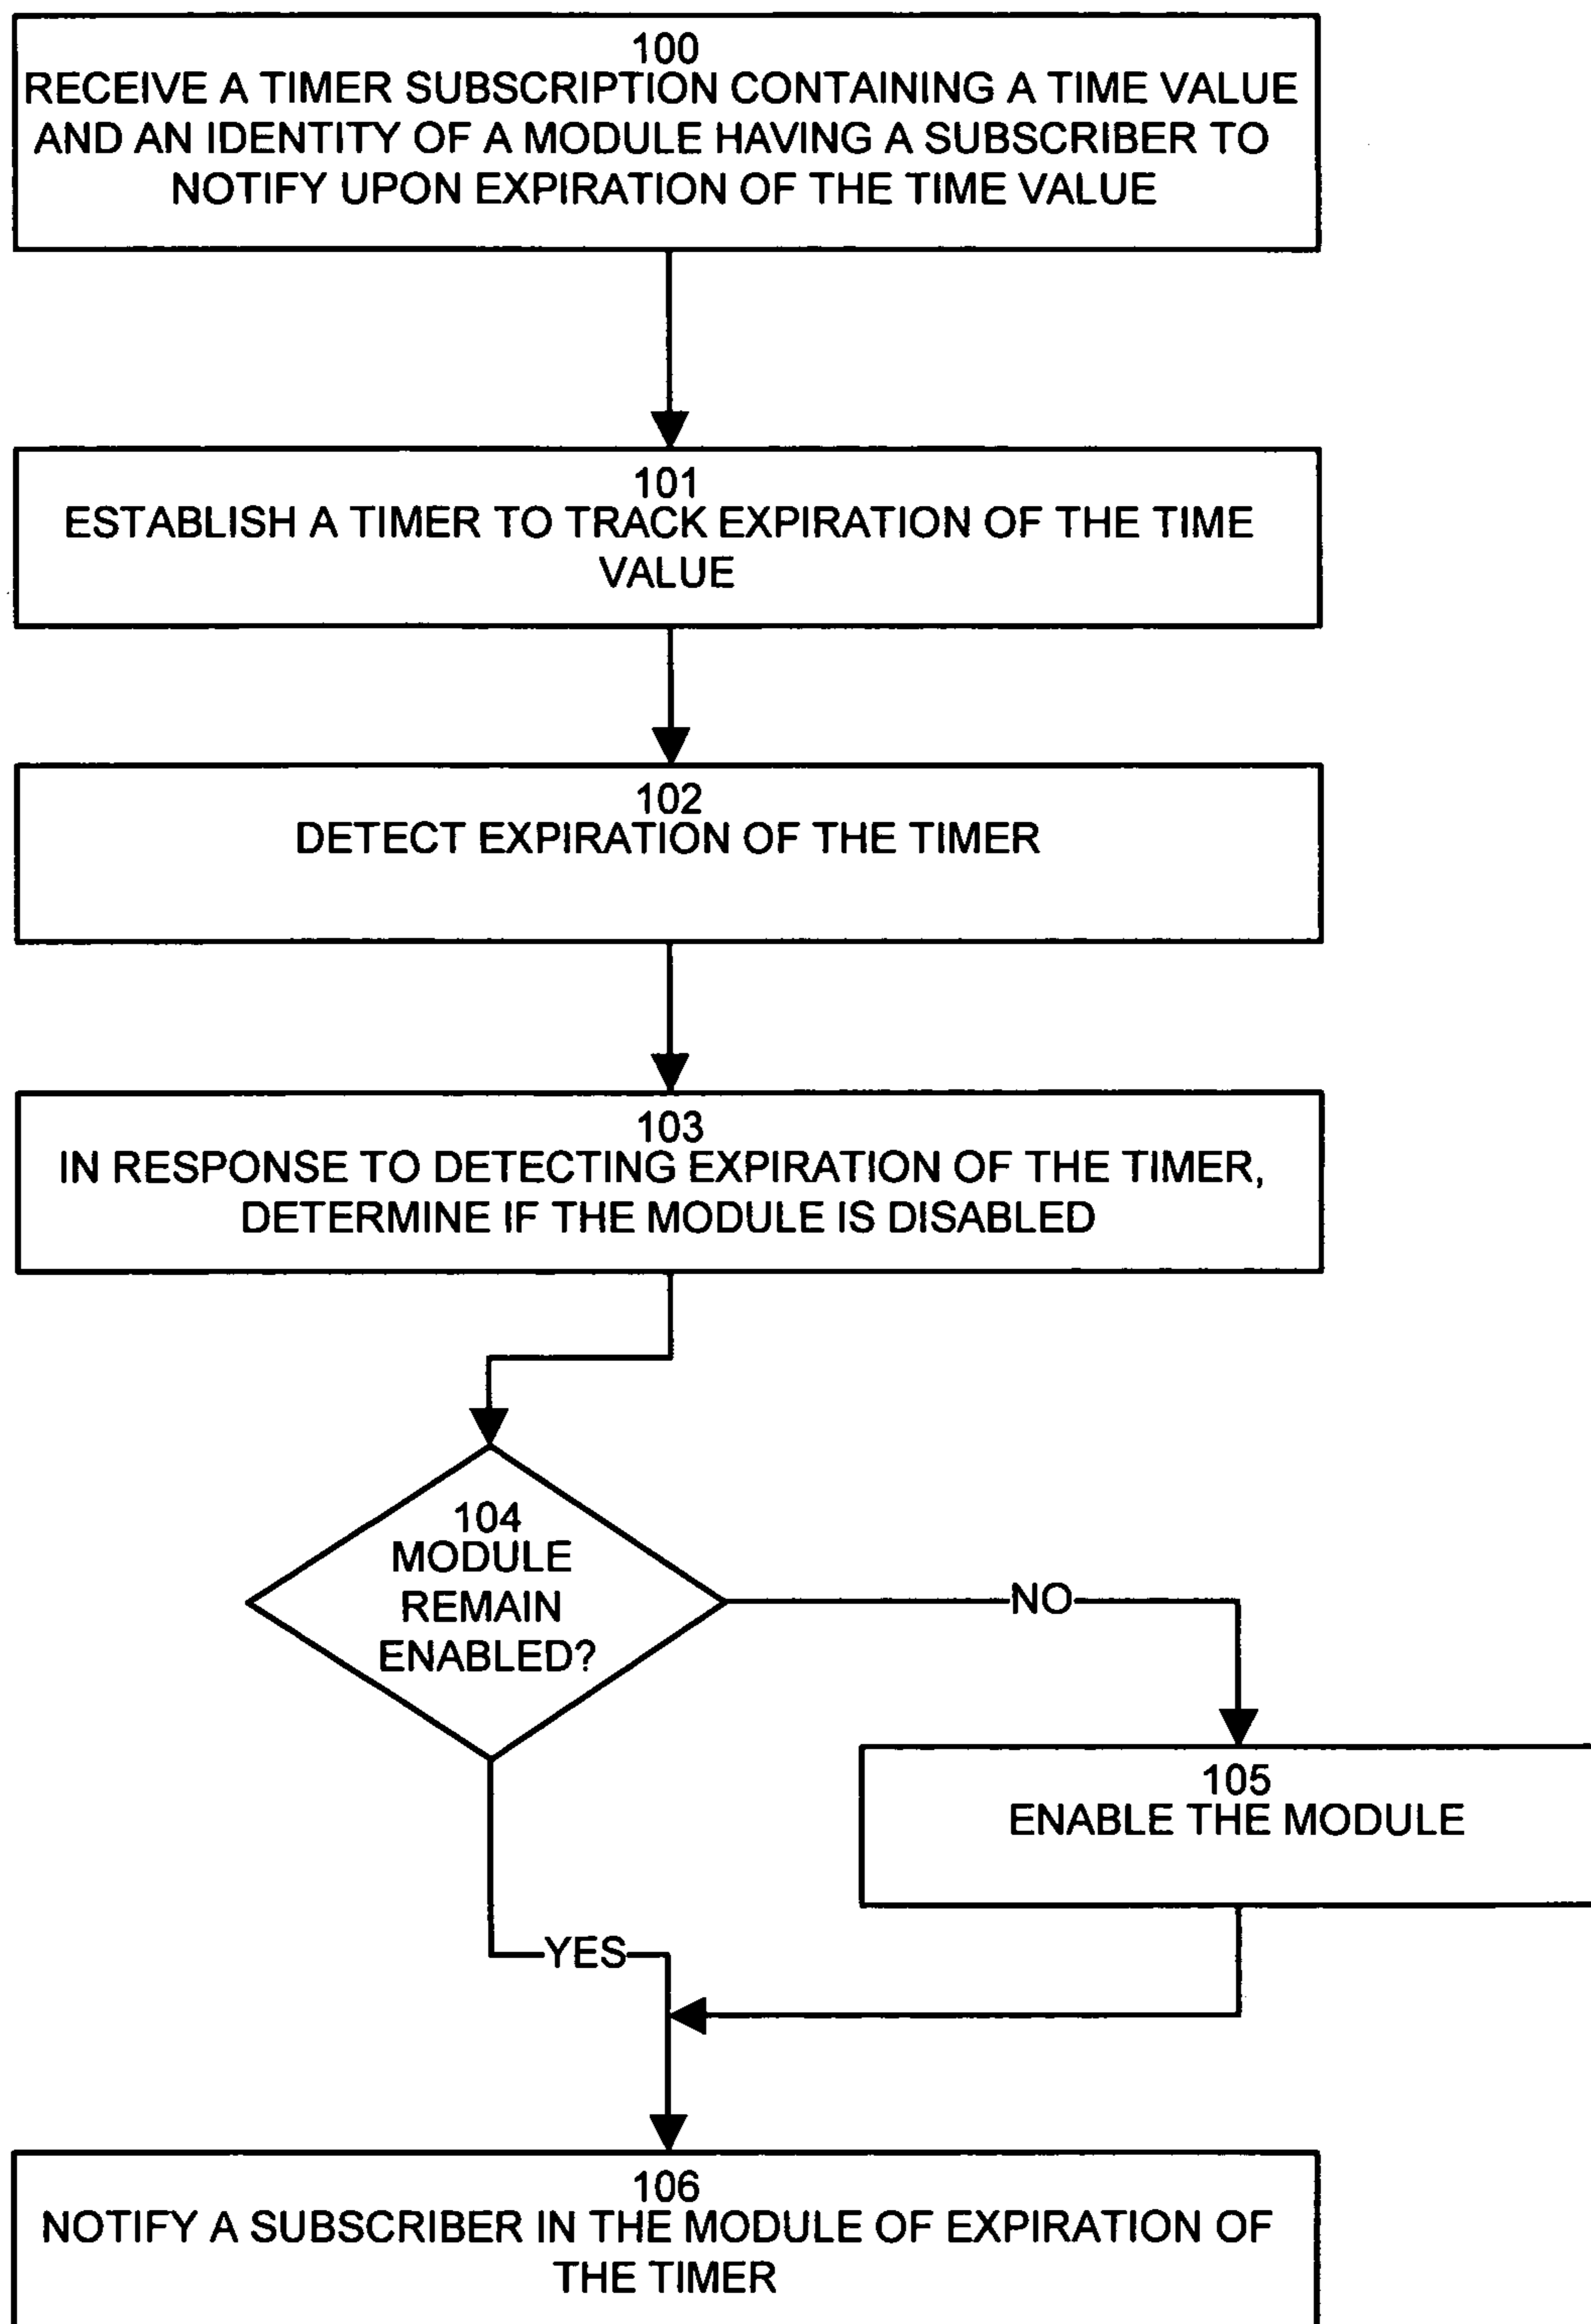 100
RECEIVE A TIMER SUBSCRIPTION CONTAINING A TIME VALUE
AND AN IDENTITY OF A MODULE HAVING A SUBSCRIBER TO
NOTIFY UPON EXPIRATION OF THE TIME VALUE
101
ESTABLISH A TIMER TO TRACK EXPIRATION OF THE TIME
VALUE
102
DETECT EXPIRATION OF THE TIMER
103
IN RESPONSE TO DETECTING EXPIRATION OF THE TIMER,
DETERMINE IF THE MODULE IS DISABLED
104
MODULE
REMAIN
ENABLED?
NO
105
ENABLE THE MODULE
YES
106
NOTIFY A SUBSCRIBER IN THE MODULE OF EXPIRATION OF
THE TIMER